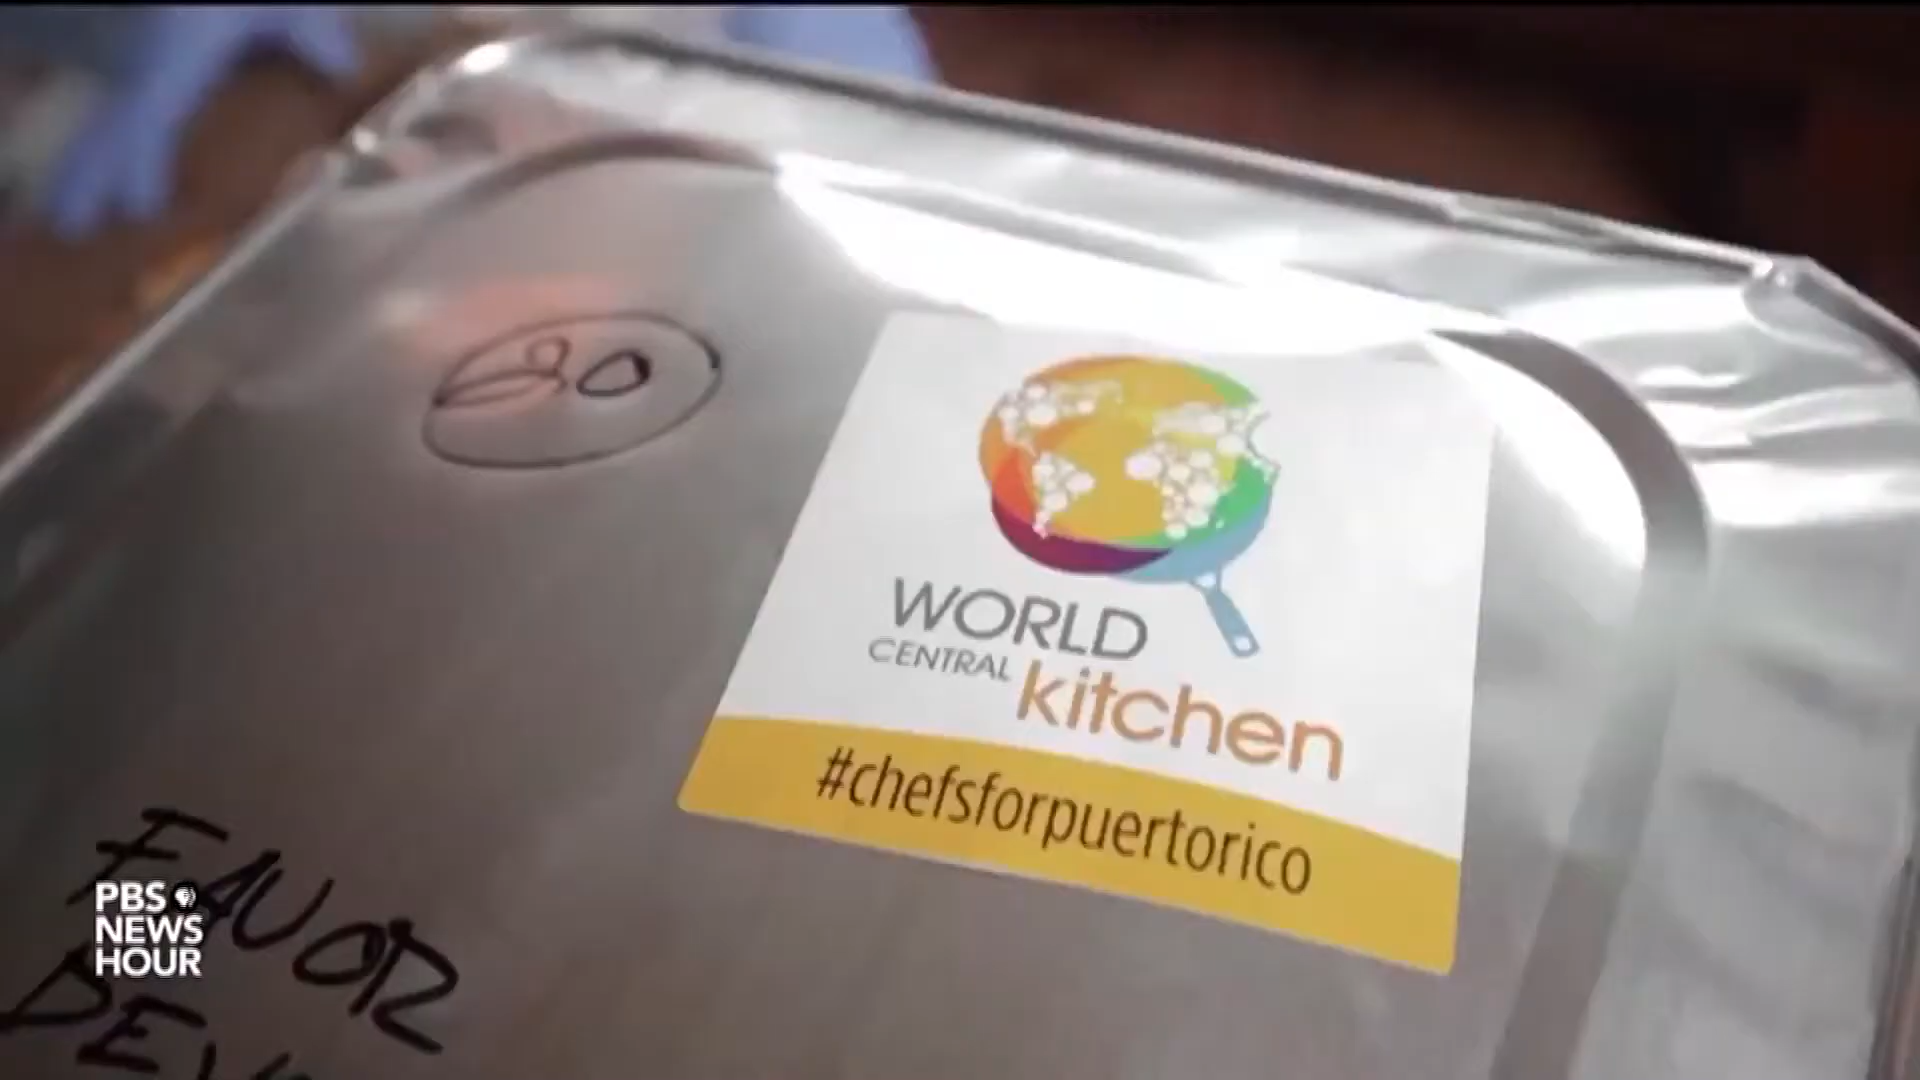 80
WORLD
CENTRAL kitchen
#chefsforpuertorico
FAVOR
PBS
NEWS
HOUR